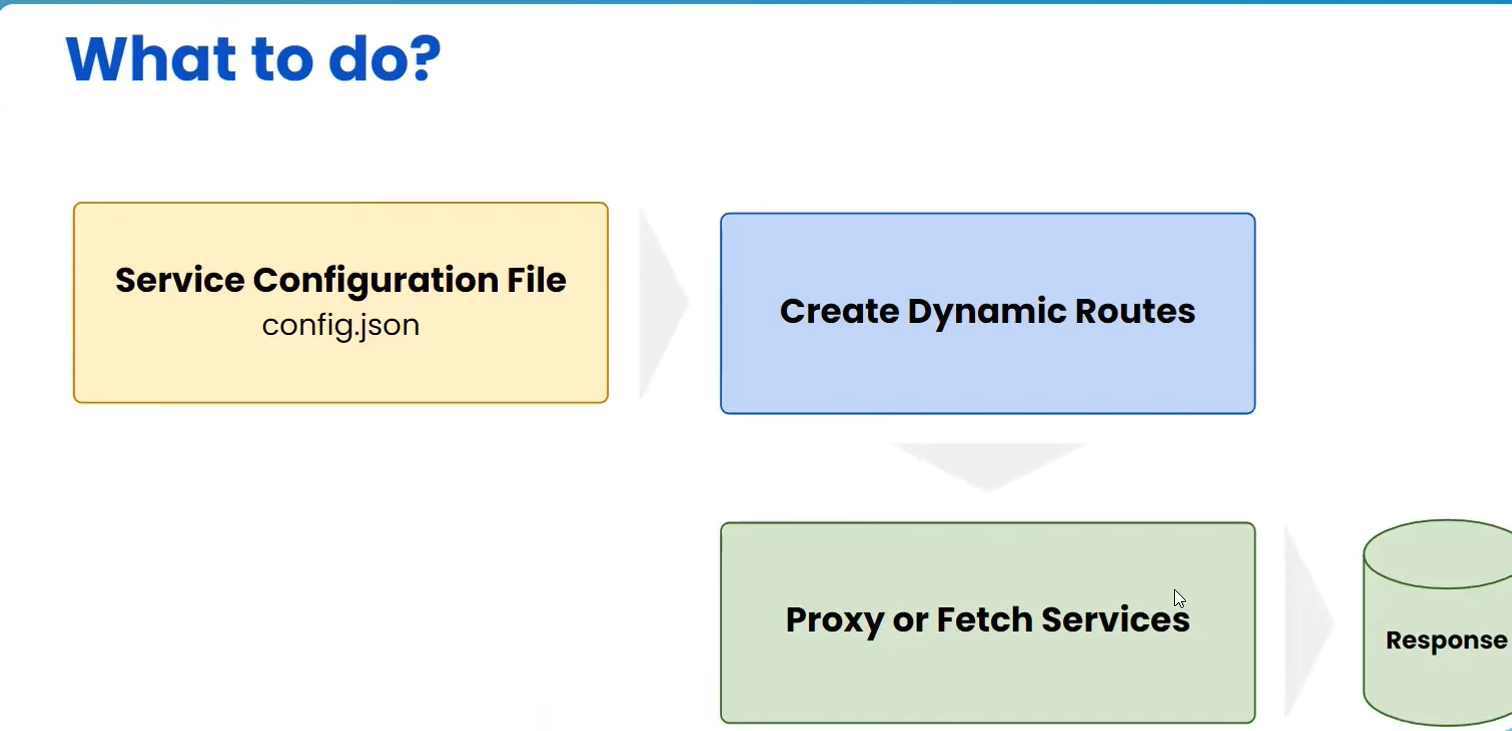 What to do?
Service Configuration File
config.json
Create Dynamic Routes
Proxy or Fetch Services
Response